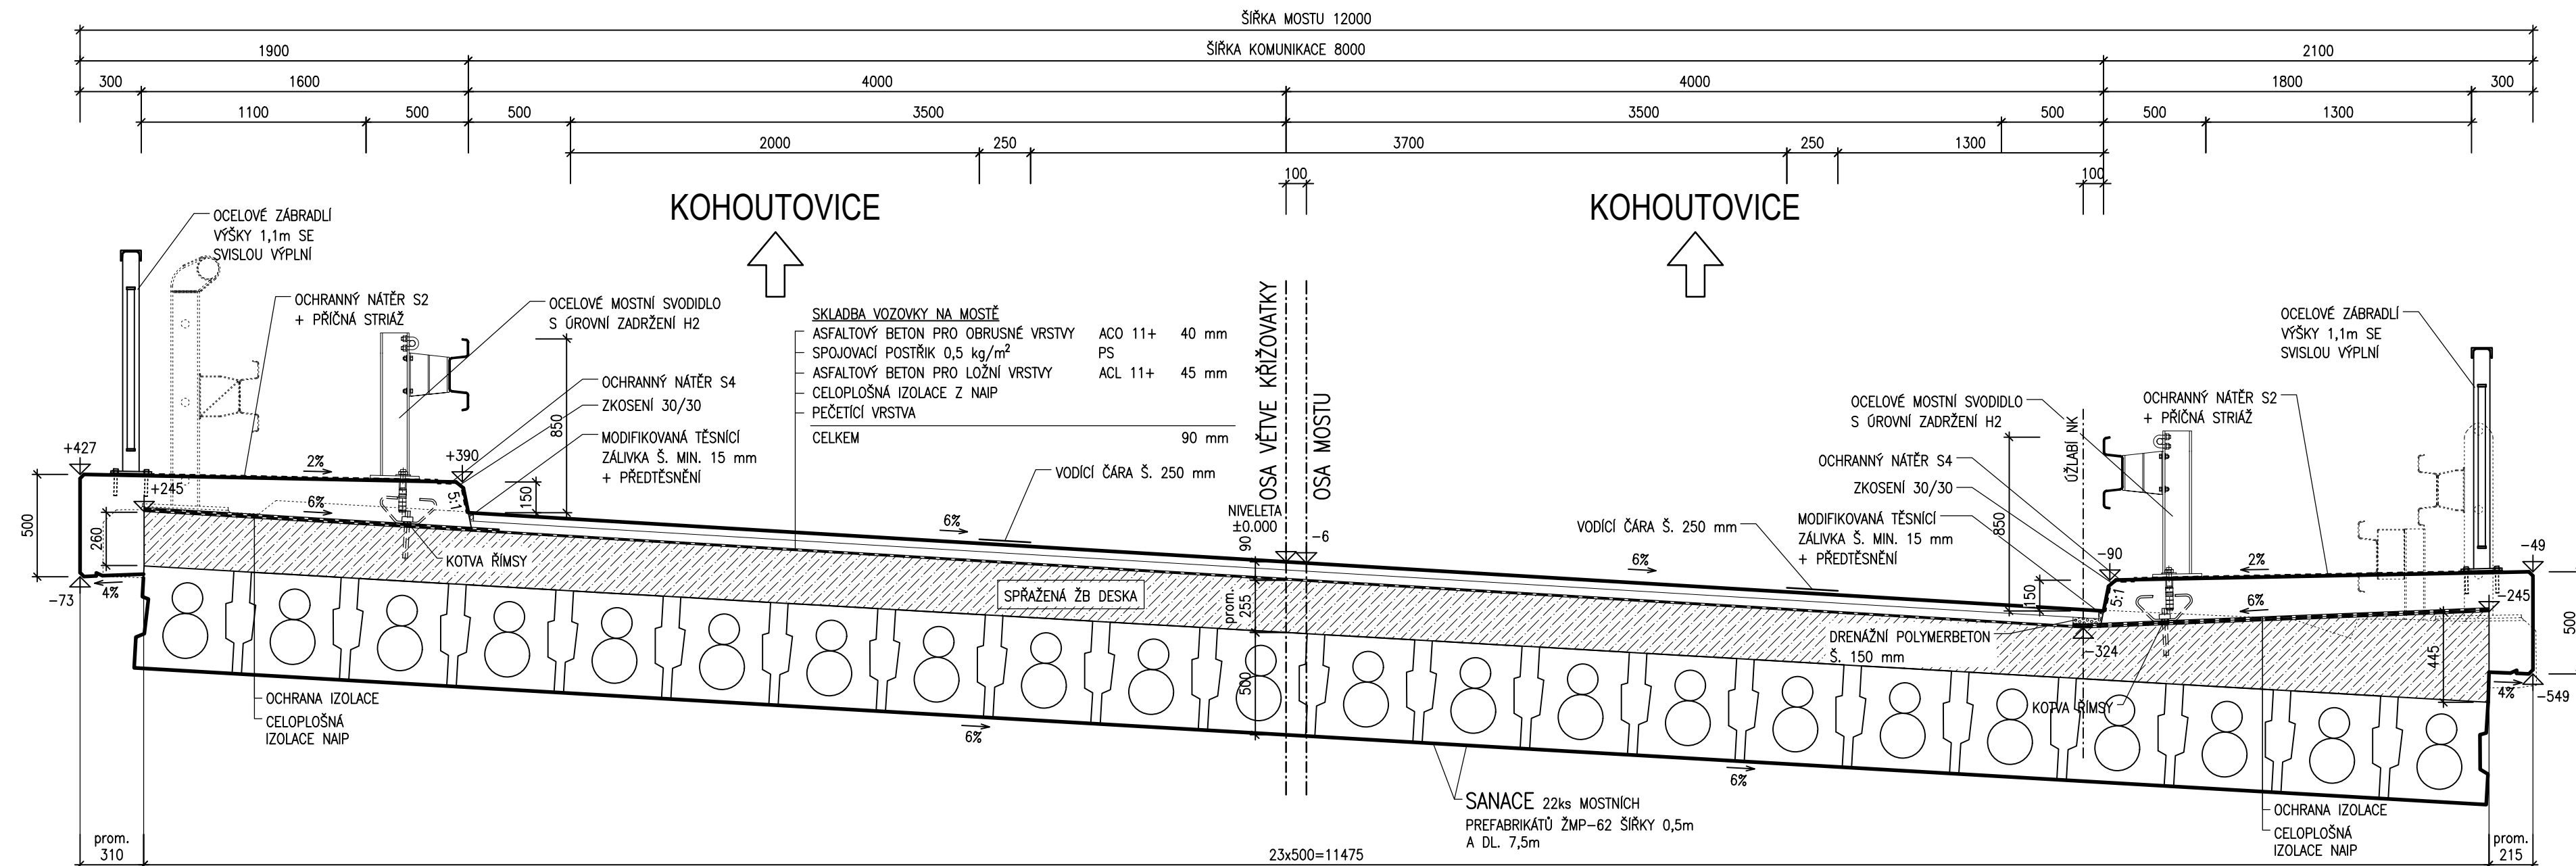 ŠÍŘKA MOSTU 12000
1900
ŠÍŘKA KOMUNIKACE 8000
2100
300
1600
4000
4000
1800
300
1100
500
500
3500
3500
500
500
1300
2000
250
3700
250
1300
100
100
KOHOUTOVICE
KOHOUTOVICE
OCELOVÉ ZÁBRADLÍ
VÝŠKY 1,1m SE
SVISLOU VÝPLNÍ
OCHRANNÝ NÁTĚR S2
+ PŘÍČNÁ STRIÁŽ
OCELOVÉ MOSTNÍ SVODIDLO
S ÚROVNÍ ZADRŽENÍ H2
SKLADBA VOZOVKY NA MOSTĚ
ASFALTOVÝ BETON PRO OBRUSNÉ VRSTVY ACO 11+ 40 mm
SPOJOVACÍ POSTŘIK 0,5 kg/m² PS
ASFALTOVÝ BETON PRO LOŽNÍ VRSTVY ACL 11+ 45 mm
CELOPLOŠNÁ IZOLACE Z NAIP
PEČETÍCÍ VRSTVA
CELKEM 90 mm
OCHRANNÝ NÁTĚR S4
ZKOSENÍ 30/30
MODIFIKOVANÁ TĚSNÍCÍ
ZÁLIVKA Š. MIN. 15 mm
+ PŘEDTĚSNĚNÍ
VODÍCÍ ČÁRA Š. 250 mm
OSA VĚTVE KŘIŽOVATKY
OSA MOSTU
NIVELETA
±0.000
-6
OCELOVÉ ZÁBRADLÍ
VÝŠKY 1,1m SE
SVISLOU VÝPLNÍ
OCELOVÉ MOSTNÍ SVODIDLO
S ÚROVNÍ ZADRŽENÍ H2
OCHRANNÝ NÁTĚR S2
+ PŘÍČNÁ STRIÁŽ
ÚŽLABÍ NK
OCHRANNÝ NÁTĚR S4
ZKOSENÍ 30/30
MODIFIKOVANÁ TĚSNÍCÍ
ZÁLIVKA Š. MIN. 15 mm
+ PŘEDTĚSNĚNÍ
VODÍCÍ ČÁRA Š. 250 mm
+427
+390
+245
2%
6%
5:1
150
850
500
260
-73
4%
KOTVA ŘÍMSY
6%
90
prom.
255
500
SPŘAŽENÁ ŽB DESKA
6%
850
150
-90
5:1
2%
6%
-49
-245
500
445
4%
-549
DRENÁŽNÍ POLYMERBETON
Š. 150 mm
-324
KOTVA ŘÍMSY
OCHRANA IZOLACE
CELOPLOŠNÁ
IZOLACE NAIP
6%
6%
SANACE 22ks MOSTNÍCH
PREFABRIKÁTŮ ŽMP-62 ŠÍŘKY 0,5m
A DL. 7,5m
OCHRANA IZOLACE
CELOPLOŠNÁ
IZOLACE NAIP
prom.
310
23x500=11475
prom.
215